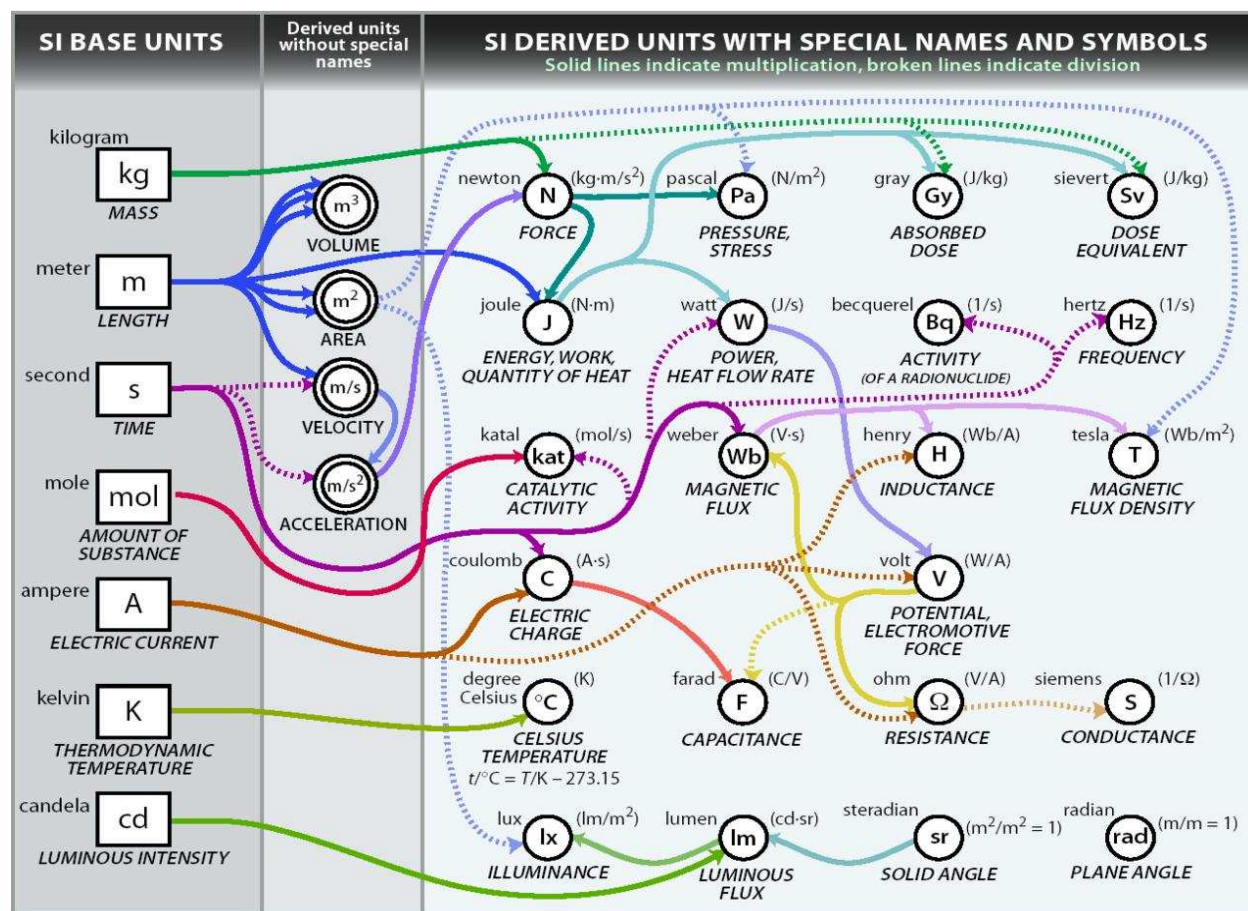 SI BASE UNITS
Derived units
without special
names
SI DERIVED UNITS WITH SPECIAL NAMES AND SYMBOLS
Solid lines indicate multiplication, broken lines indicate division
kilogram
kg
MASS
meter
m
LENGTH
second
s
TIME
mole
mol
AMOUNT OF
SUBSTANCE
ampere
A
ELECTRIC CURRENT
kelvin
K
THERMODYNAMIC
TEMPERATURE
candela
cd
LUMINOUS INTENSITY
m³
VOLUME
m²
AREA
m/s
VELOCITY
m/s²
ACCELERATION
newton
N
(kg·m/s²)
FORCE
pascal
Pa
(N/m²)
PRESSURE,
STRESS
gray
Gy
(J/kg)
ABSORBED
DOSE
sievert
Sv
(J/kg)
DOSE
EQUIVALENT
joule
J
(N·m)
ENERGY, WORK,
QUANTITY OF HEAT
watt
W
(J/s)
POWER,
HEAT FLOW RATE
becquerel
Bq
(1/s)
ACTIVITY
(OF A RADIONUCLIDE)
hertz
Hz
(1/s)
FREQUENCY
katal
kat
(mol/s)
CATALYTIC
ACTIVITY
weber
Wb
(V·s)
MAGNETIC
FLUX
henry
H
(Wb/A)
INDUCTANCE
tesla
T
(Wb/m²)
MAGNETIC
FLUX DENSITY
coulomb
C
(A·s)
ELECTRIC
CHARGE
volt
V
(W/A)
POTENTIAL,
ELECTROMOTIVE
FORCE
degree
Celsius
°C
(K)
CELSIUS
TEMPERATURE
t/°C = T/K – 273.15
farad
F
(C/V)
CAPACITANCE
ohm
Ω
(V/A)
RESISTANCE
siemens
S
(1/Ω)
CONDUCTANCE
lux
lx
(lm/m²)
ILLUMINANCE
lumen
lm
(cd·sr)
LUMINOUS
FLUX
steradian
sr
(m²/m² = 1)
SOLID ANGLE
radian
rad
(m/m = 1)
PLANE ANGLE